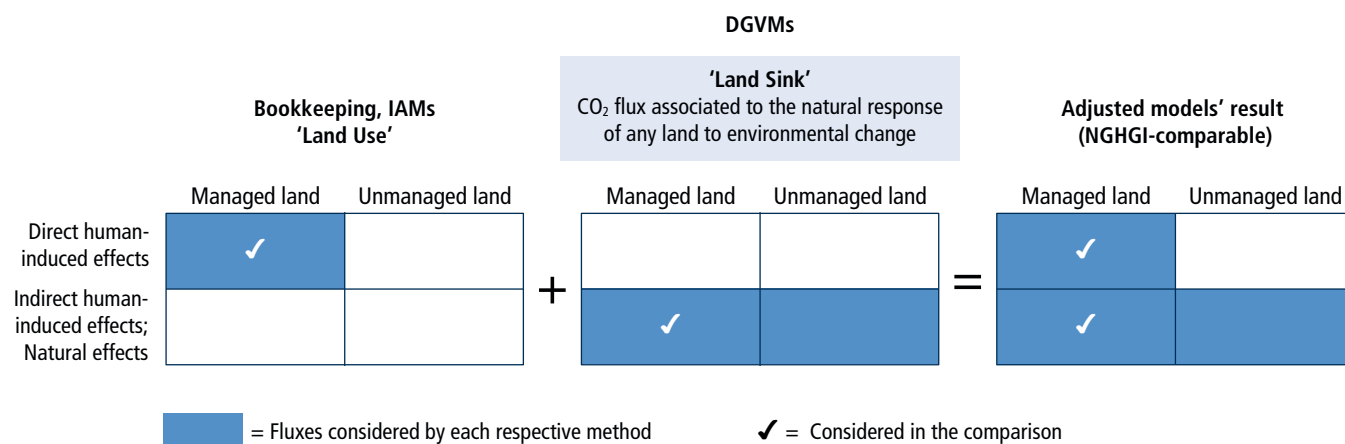 DGVMs
‘Land Sink’
CO₂ flux associated to the natural response
of any land to environmental change
Bookkeeping, IAMs
‘Land Use’
Adjusted models’ result
(NGHGI-comparable)
Managed land
Unmanaged land
Managed land
Unmanaged land
Managed land
Unmanaged land
Direct human-
induced effects
✓
✓
+
=
Indirect human-
induced effects;
Natural effects
✓
✓
= Fluxes considered by each respective method
✓ = Considered in the comparison